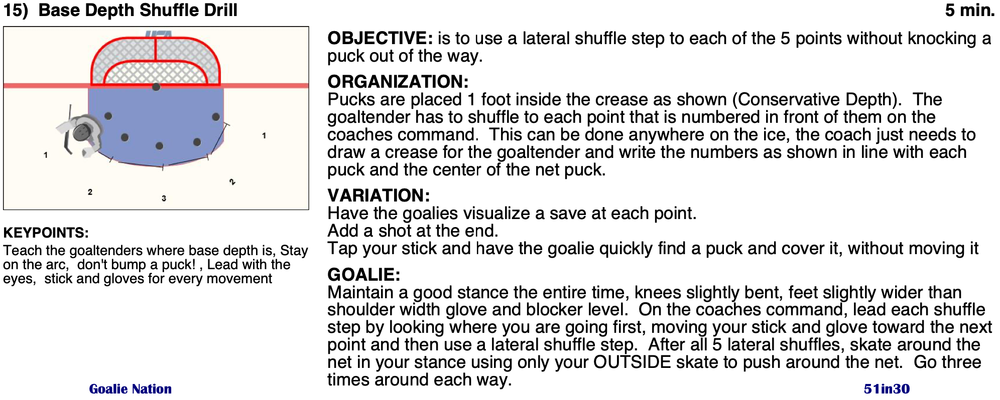 15) Base Depth Shuffle Drill
5 min.
1
2
3
2
1
KEYPOINTS:
Teach the goaltenders where base depth is, Stay
on the arc, don't bump a puck! , Lead with the
eyes, stick and gloves for every movement
OBJECTIVE: is to use a lateral shuffle step to each of the 5 points without knocking a
puck out of the way.
ORGANIZATION:
Pucks are placed 1 foot inside the crease as shown (Conservative Depth). The
goaltender has to shuffle to each point that is numbered in front of them on the
coaches command. This can be done anywhere on the ice, the coach just needs to
draw a crease for the goaltender and write the numbers as shown in line with each
puck and the center of the net puck.
VARIATION:
Have the goalies visualize a save at each point.
Add a shot at the end.
Tap your stick and have the goalie quickly find a puck and cover it, without moving it
GOALIE:
Maintain a good stance the entire time, knees slightly bent, feet slightly wider than
shoulder width glove and blocker level. On the coaches command, lead each shuffle
step by looking where you are going first, moving your stick and glove toward the next
point and then use a lateral shuffle step. After all 5 lateral shuffles, skate around the
net in your stance using only your OUTSIDE skate to push around the net. Go three
times around each way.
Goalie Nation
51in30